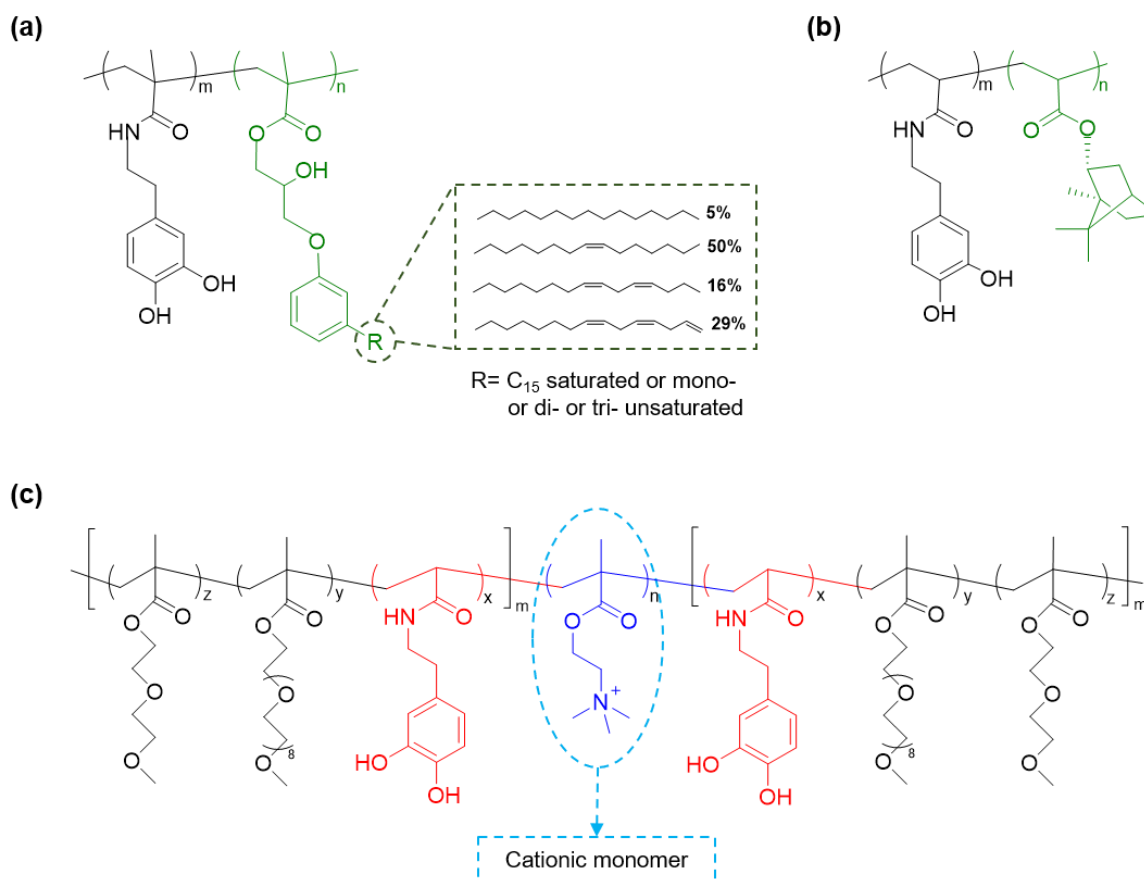 (a)
m
n
HN
O
O
O
OH
O
OH
OH
R
5%
50%
16%
29%
R= C15 saturated or mono-
or di- or tri- unsaturated
(b)
m
n
HN
O
O
O
OH
OH
(c)
z
y
x
m
n
x
y
z
m
O
O
O
O
HN
O
O
O
HN
O
O
O
O
O
O
O
O
O
8
N+
HO
OH
HO
OH
O
O
8
O
O
Cationic monomer